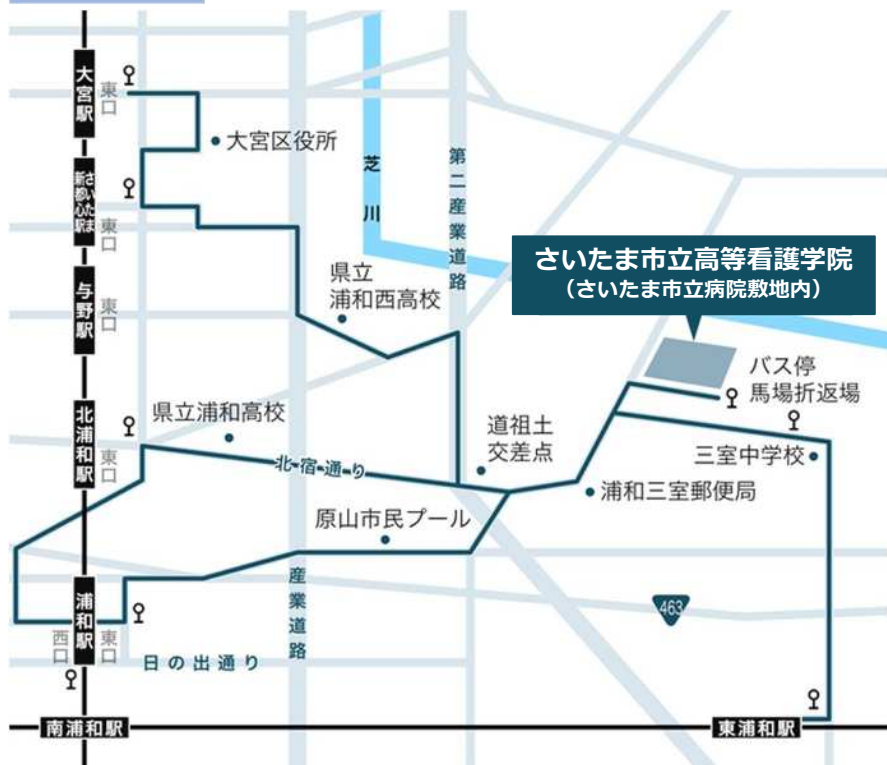 大宮駅
東口
大宮区役所
さいたま
新都心駅
東口
芝川
第二産業道路
さいたま市立高等看護学院
（さいたま市立病院敷地内）
与野駅
東口
県立
浦和西高校
バス停
馬場折返場
北浦和駅
東口
県立浦和高校
北宿通り
道祖土
交差点
三室中学校
浦和三室郵便局
原山市民プール
産業道路
463
浦和駅
西口
東口
日の出通り
南浦和駅
東浦和駅